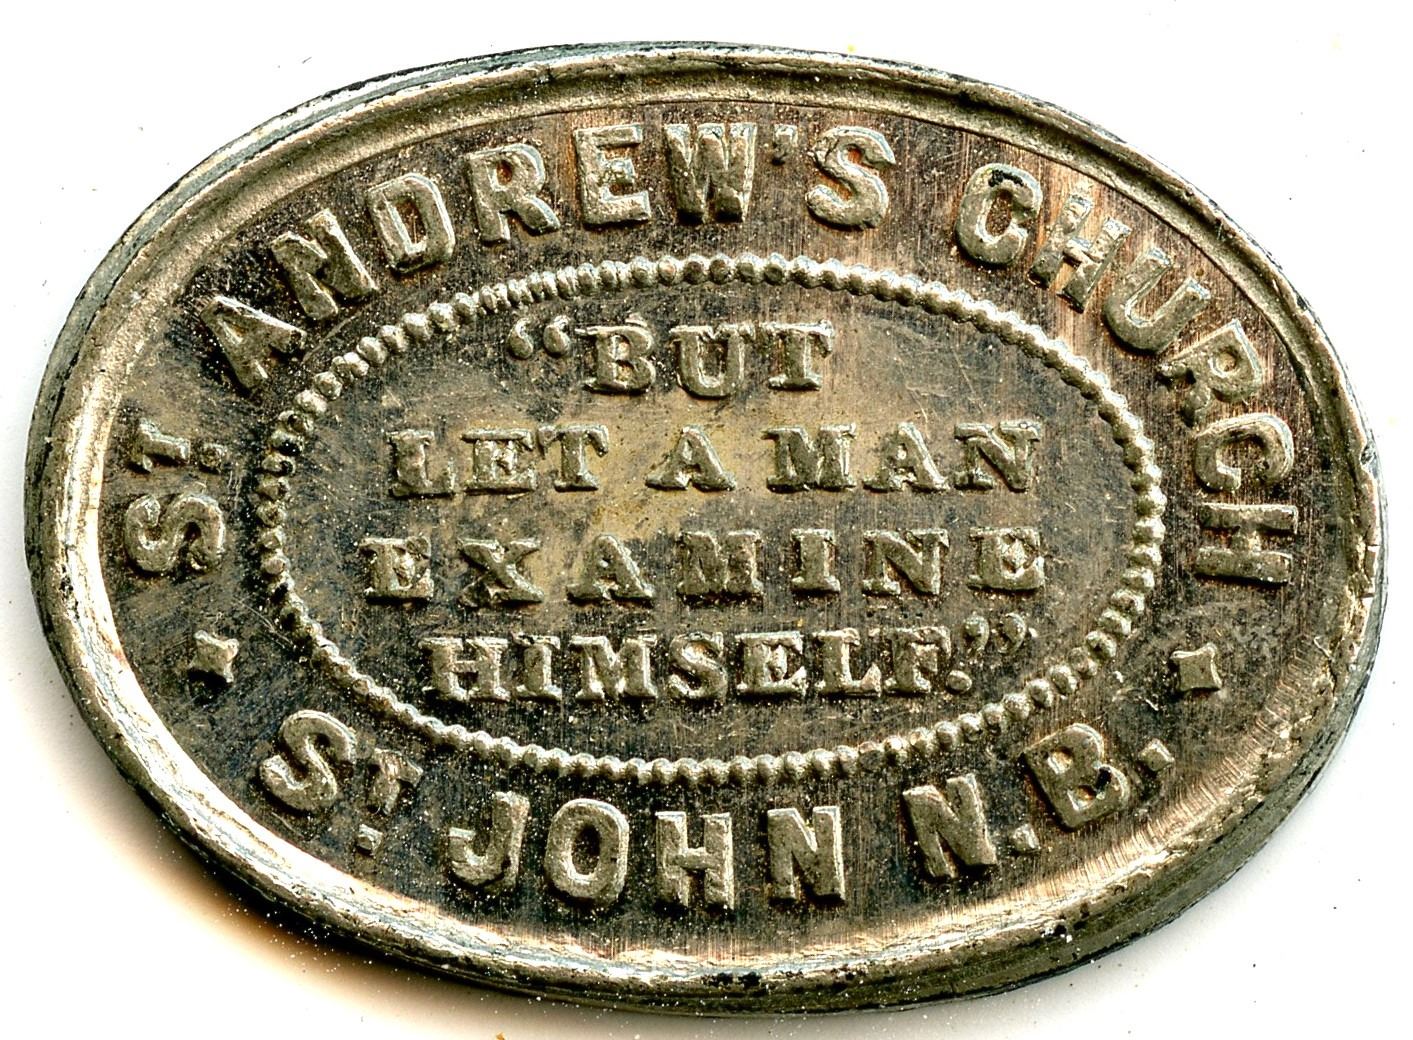 ST. ANDREW'S CHURCH
“BUT
LET A MAN
EXAMINE
HIMSELF.”
ST. JOHN N.B.